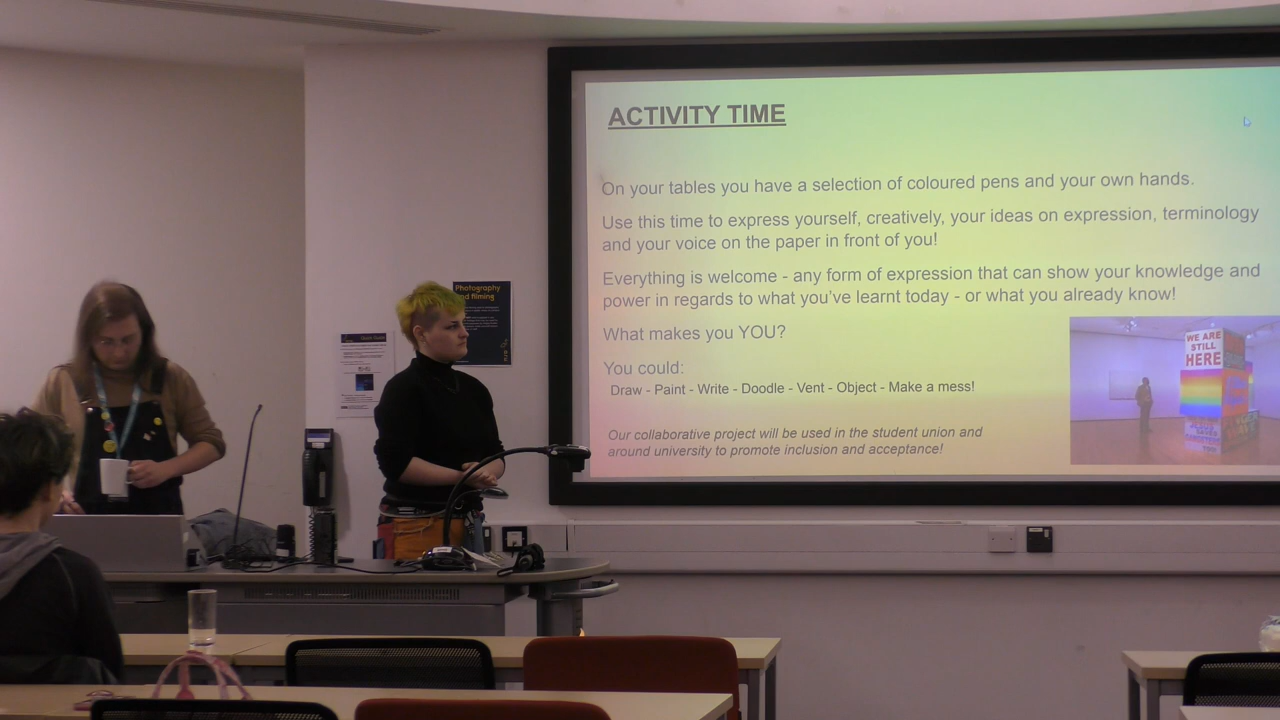 ACTIVITY TIME
On your tables you have a selection of coloured pens and your own hands.
Use this time to express yourself, creatively, your ideas on expression, terminology
and your voice on the paper in front of you!
Everything is welcome - any form of expression that can show your knowledge and
power in regards to what you've learnt today - or what you already know!
What makes you YOU?
You could:
Draw - Paint - Write - Doodle - Vent - Object - Make a mess!
Our collaborative project will be used in the student union and
around university to promote inclusion and acceptance!
WE ARE
STILL
HERE
Photography
and filming